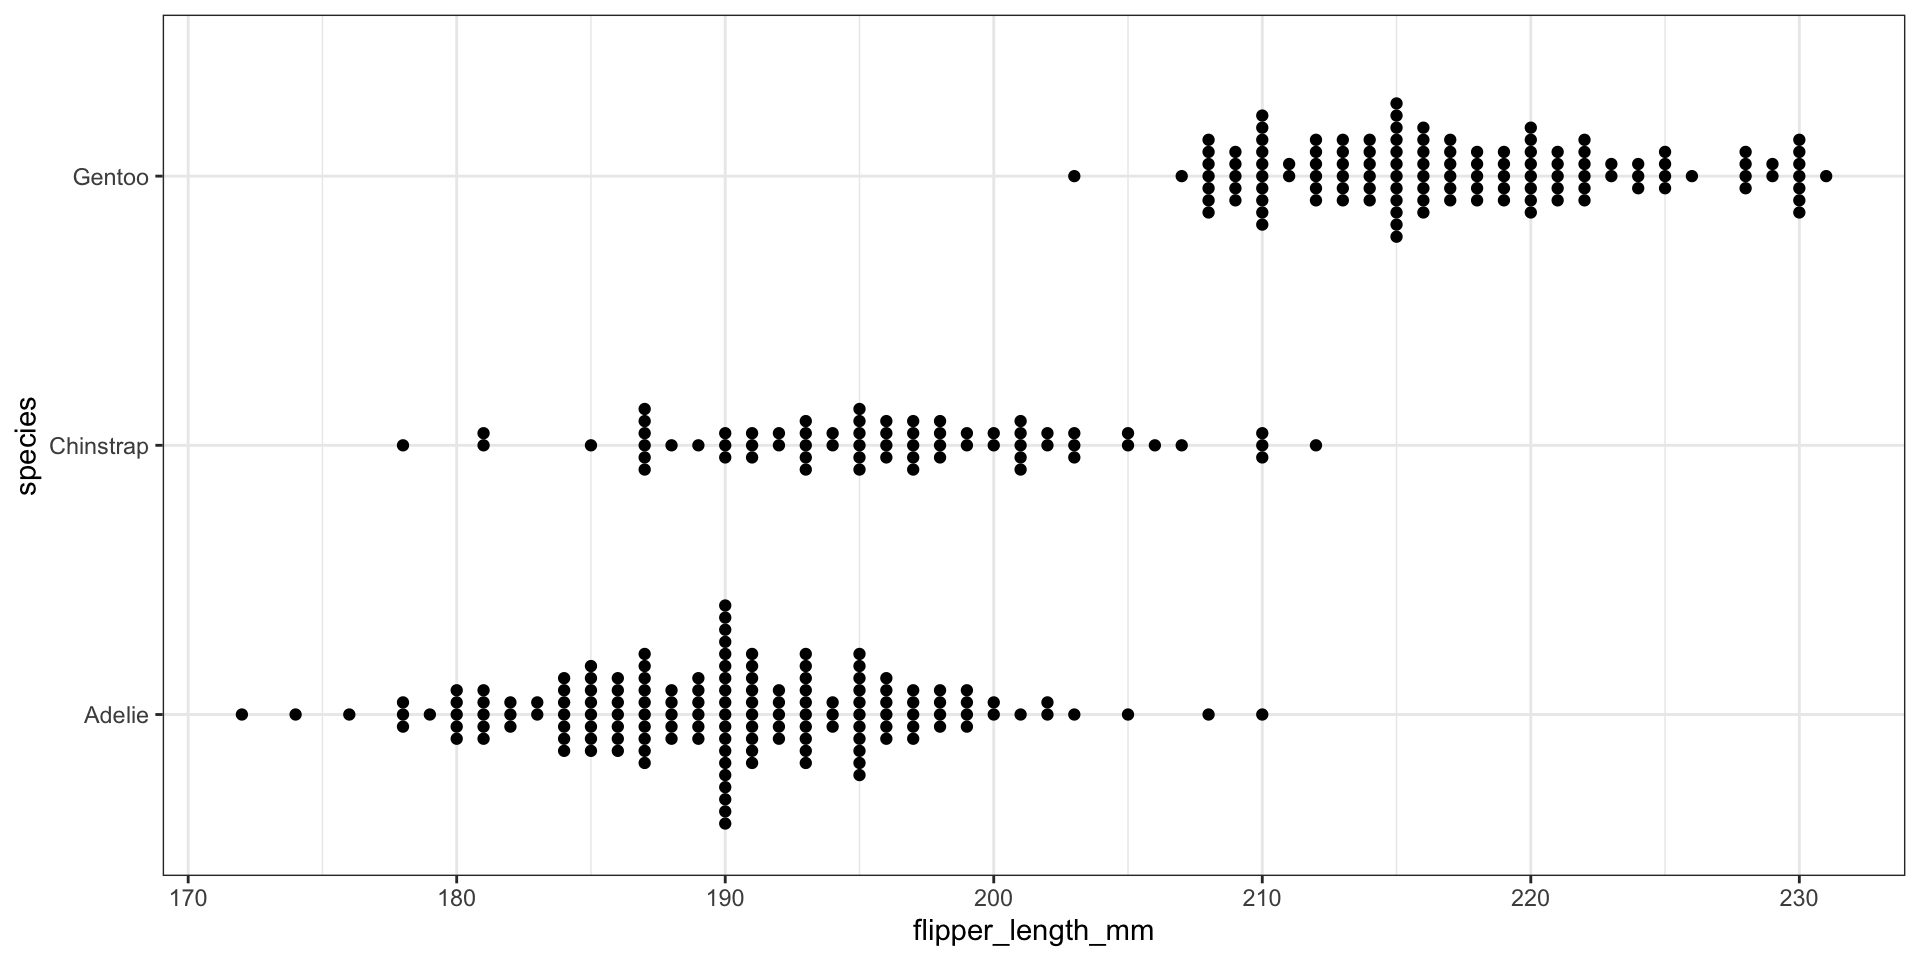 Gentoo
Chinstrap
Adelie
species
170 180 190 200 210 220 230
flipper_length_mm